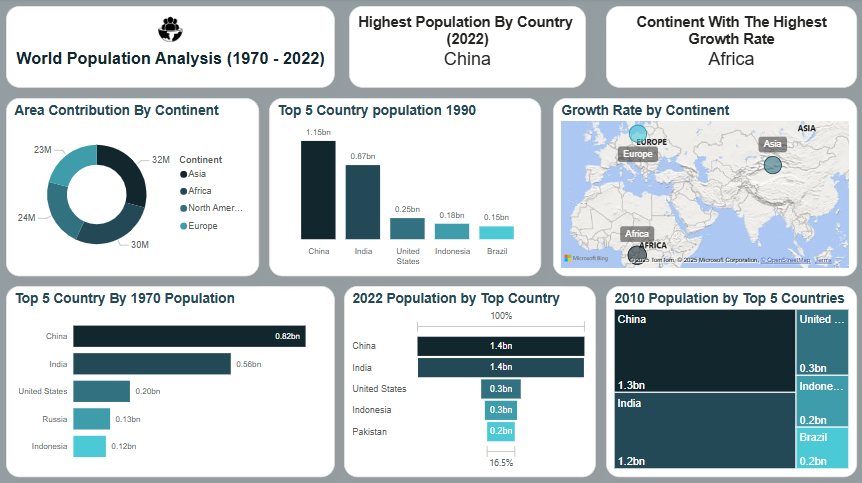 World Population Analysis (1970 - 2022)
Highest Population By Country
(2022)
China
Continent With The Highest
Growth Rate
Africa
Area Contribution By Continent
23M
32M
24M
30M
Continent
Asia
Africa
North Amer...
Europe
Top 5 Country population 1990
1.15bn
0.87bn
0.25bn
0.18bn
0.15bn
China
India
United
States
Indonesia
Brazil
Growth Rate by Continent
ASIA
EUROPE
Asia
Europe
Africa
AFRICA
Microsoft Bing
© 2025 TomTom, © 2025 Microsoft Corporation, © OpenStreetMap Terms
Top 5 Country By 1970 Population
China
0.82bn
India
0.56bn
United States
0.20bn
Russia
0.13bn
Indonesia
0.12bn
2022 Population by Top Country
100%
China
1.4bn
India
1.4bn
United States
0.3bn
Indonesia
0.3bn
Pakistan
0.2bn
16.5%
2010 Population by Top 5 Countries
China
1.3bn
India
1.2bn
United ...
0.3bn
Indone...
0.2bn
Brazil
0.2bn